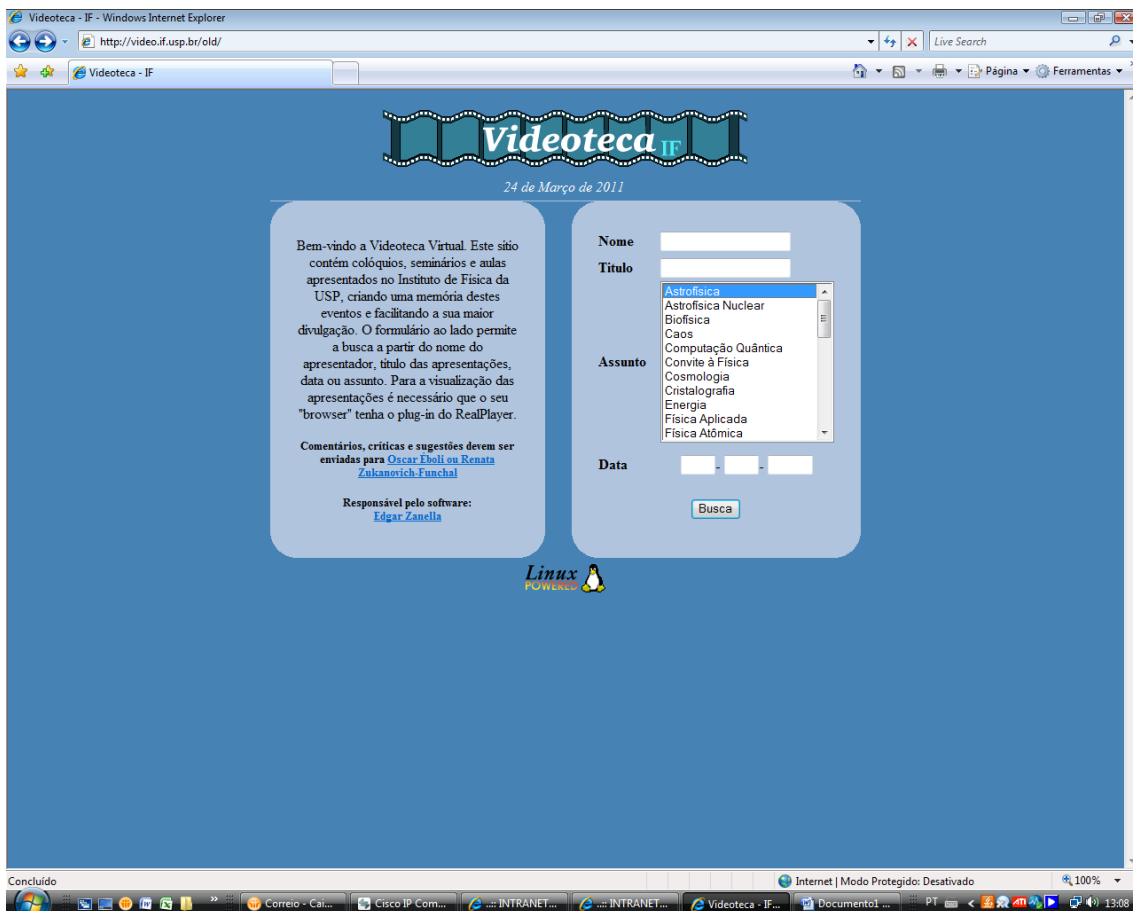 Videoteca - IF - Windows Internet Explorer
http://video.if.usp.br/old/
Live Search
Videoteca - IF
Página
Ferramentas
Videoteca IF
24 de Março de 2011
Bem-vindo a Videoteca Virtual. Este sítio
contém colóquios, seminários e aulas
apresentados no Instituto de Física da
USP, criando uma memória destes
eventos e facilitando a sua maior
divulgação. O formulário ao lado permite
a busca a partir do nome do
apresentador, título das apresentações,
data ou assunto. Para a visualização das
apresentações é necessário que o seu
"browser" tenha o plug-in do RealPlayer.
Comentários, críticas e sugestões devem ser
enviadas para Oscar Éboli ou Renata
Zukanovich-Funchal
Responsável pelo software:
Edgar Zanella
Nome
Título
Assunto
Astrofísica
Astrofísica Nuclear
Biofísica
Caos
Computação Quântica
Convite à Física
Cosmologia
Cristalografia
Energia
Física Aplicada
Física Atômica
Data
- -
Busca
Linux
POWERED
Concluído
Internet | Modo Protegido: Desativado
100%
Correio - Cai...
Cisco IP Com...
..::: INTRANET...
..::: INTRANET...
Videoteca - IF...
Documento1 ...
PT
13:08